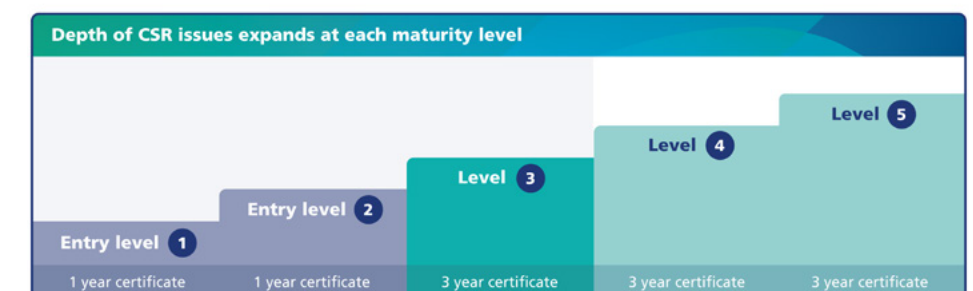 Depth of CSR issues expands at each maturity level
Entry level 1
Entry level 2
Level 3
Level 4
Level 5
1 year certificate
1 year certificate
3 year certificate
3 year certificate
3 year certificate